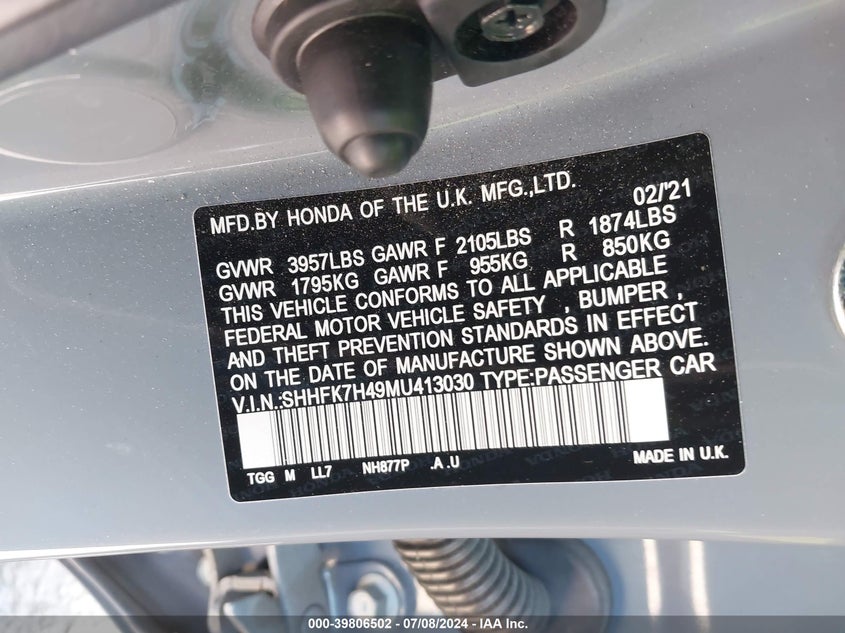 MFD.BY HONDA OF THE U.K. MFG.,LTD. 02/'21
GVWR 3957LBS GAWR F 2105LBS R 1874LBS
GVWR 1795KG GAWR F 955KG R 850KG
THIS VEHICLE CONFORMS TO ALL APPLICABLE
FEDERAL MOTOR VEHICLE SAFETY , BUMPER ,
AND THEFT PREVENTION STANDARDS IN EFFECT
ON THE DATE OF MANUFACTURE SHOWN ABOVE.
V.I.N.:SHHFK7H49MU413030 TYPE:PASSENGER CAR
TGG M LL7 NH877P .A .U MADE IN U.K.
000-39806502 - 07/08/2024 - IAA Inc.